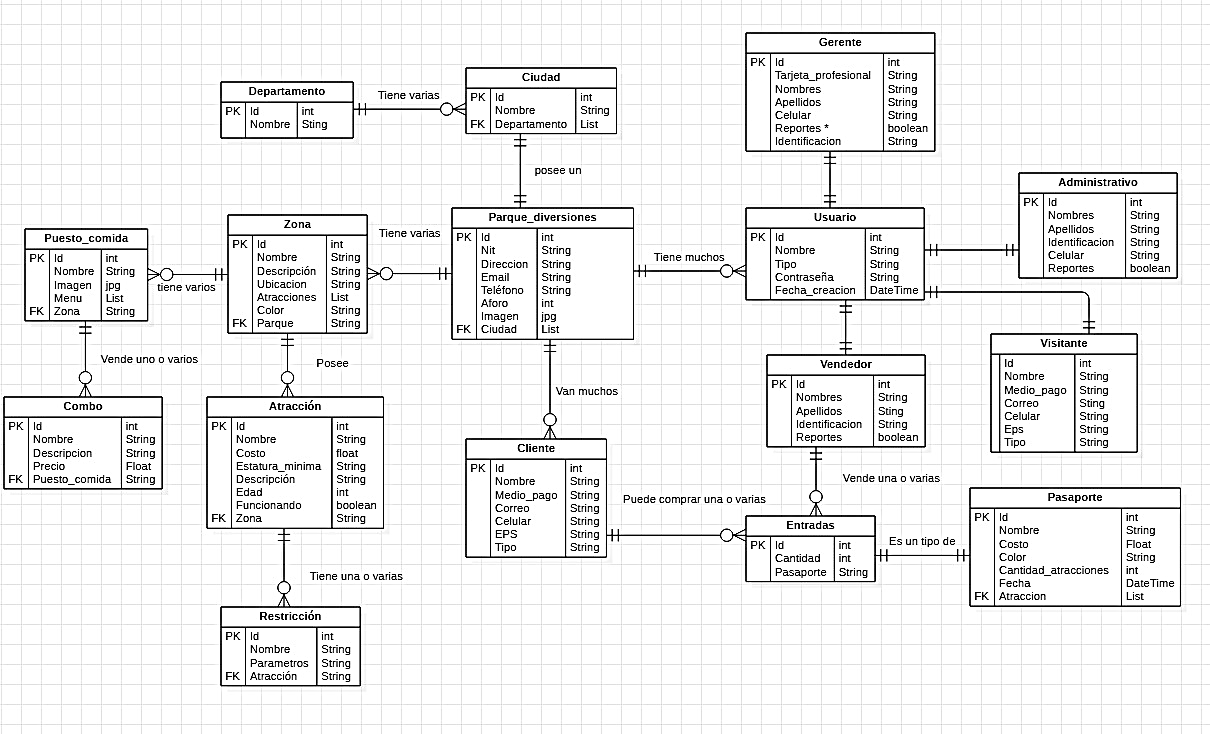 Gerente
PK Id int
Tarjeta_profesional String
Nombres String
Apellidos String
Celular String
Reportes * boolean
Identificacion String
Departamento
PK Id int
Nombre Sting
Tiene varias
Ciudad
PK Id int
Nombre String
FK Departamento List
posee un
Administrativo
PK Id int
Nombres String
Apellidos String
Identificacion String
Celular String
Reportes boolean
Puesto_comida
PK Id int
Nombre String
Imagen jpg
Menu List
FK Zona String
tiene varios
Zona
PK Id int
Nombre String
Descripción String
Ubicacion String
Atracciones List
Color String
FK Parque String
Tiene varias
Parque_diversiones
PK Id int
Nit String
Direccion String
Email String
Teléfono String
Aforo int
Imagen jpg
FK Ciudad List
Tiene muchos
Usuario
PK Id int
Nombre String
Tipo String
Contraseña String
Fecha_creacion DateTime
Visitante
Id int
Nombre String
Medio_pago String
Correo Sting
Celular String
Eps String
Tipo String
Vende uno o varios
Posee
Van muchos
Vendedor
PK Id int
Nombres String
Apellidos Sting
Identificacion String
Reportes boolean
Combo
PK Id int
Nombre String
Descripcion String
Precio Float
FK Puesto_comida String
Atracción
PK Id int
Nombre String
Costo float
Estatura_minima String
Descripción String
Edad int
Funcionando boolean
FK Zona String
Cliente
PK Id int
Nombre String
Medio_pago String
Correo String
Celular String
EPS String
Tipo String
Puede comprar una o varias
Vende una o varias
Entradas
PK Id int
Cantidad int
Pasaporte String
Es un tipo de
Pasaporte
PK Id int
Nombre String
Costo Float
Color String
Cantidad_atracciones int
Fecha DateTime
FK Atraccion List
Tiene una o varias
Restricción
PK Id int
Nombre String
Parametros String
FK Atracción String